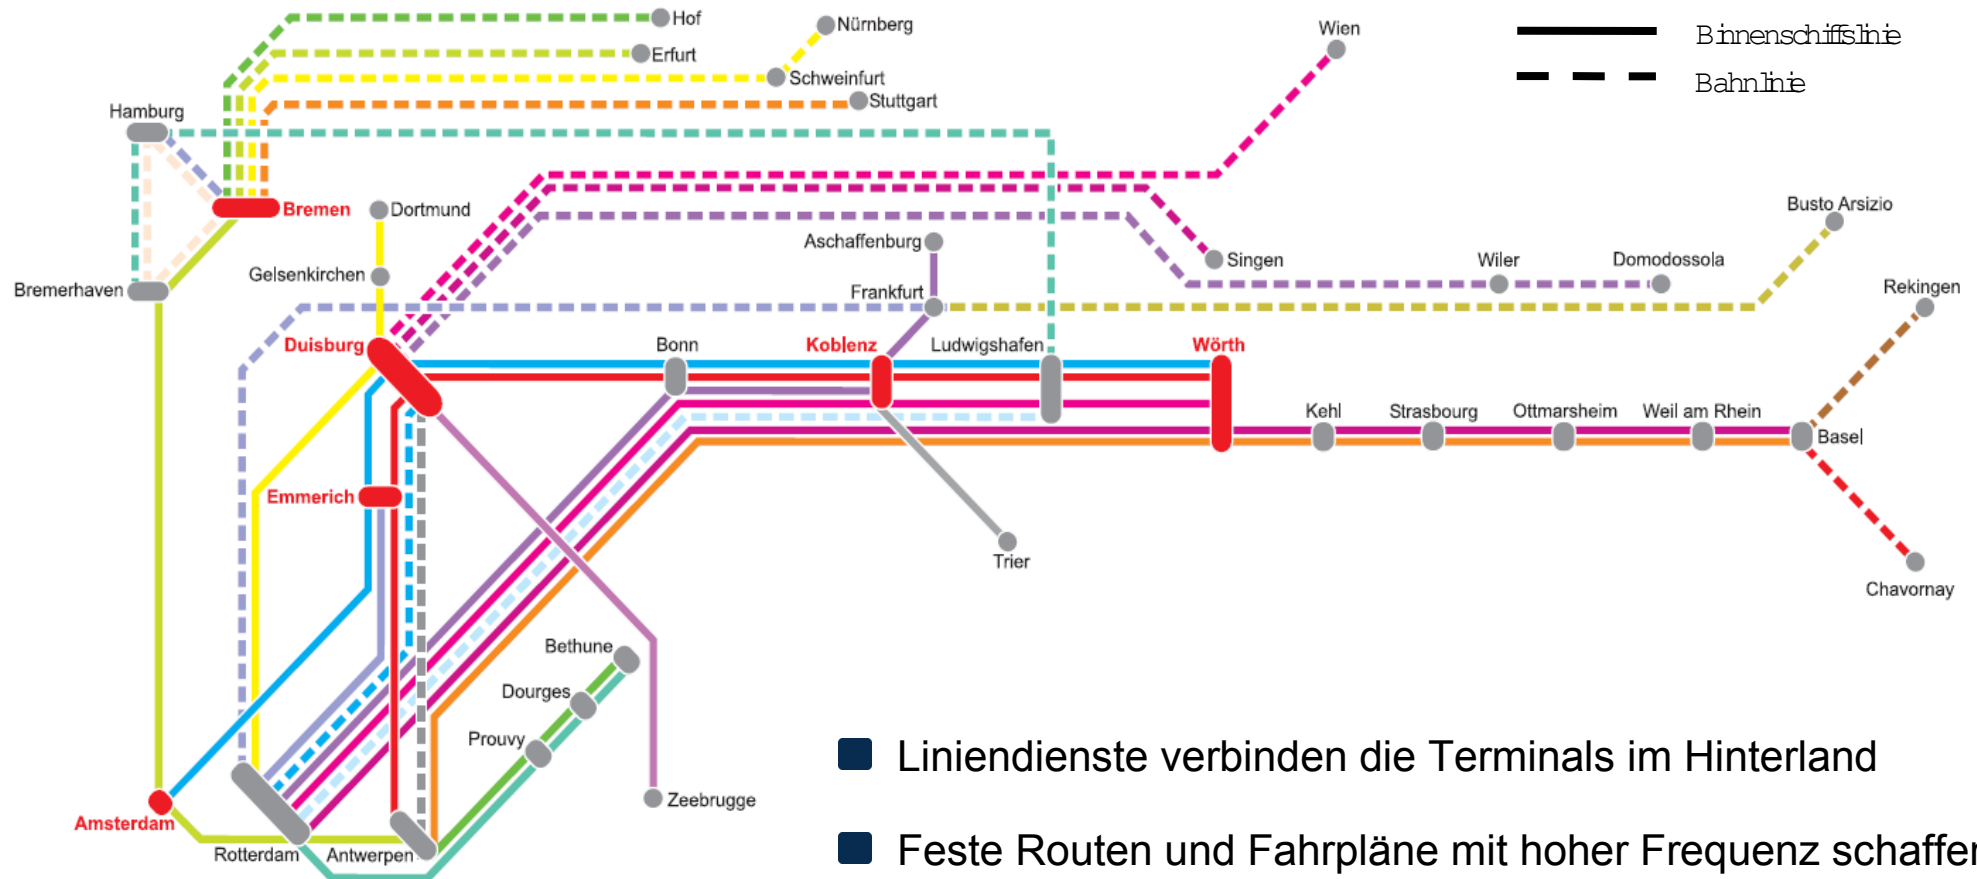 Hof
Nürnberg
Wien
Binnenschiffslinie
Erfurt
Schweinfurt
Bahnlinie
Stuttgart
Hamburg
Bremen
Dortmund
Busto Arsizio
Aschaffenburg
Gelsenkirchen
Singen
Wiler
Domodossola
Bremerhaven
Frankfurt
Rekingen
Duisburg
Bonn
Koblenz
Ludwigshafen
Wörth
Kehl
Strasbourg
Ottmarsheim
Weil am Rhein
Basel
Emmerich
Trier
Chavornay
Bethune
Dourges
Prouvy
Liniendienste verbinden die Terminals im Hinterland
Zeebrugge
Amsterdam
Rotterdam
Antwerpen
Feste Routen und Fahrpläne mit hoher Frequenz schaffen